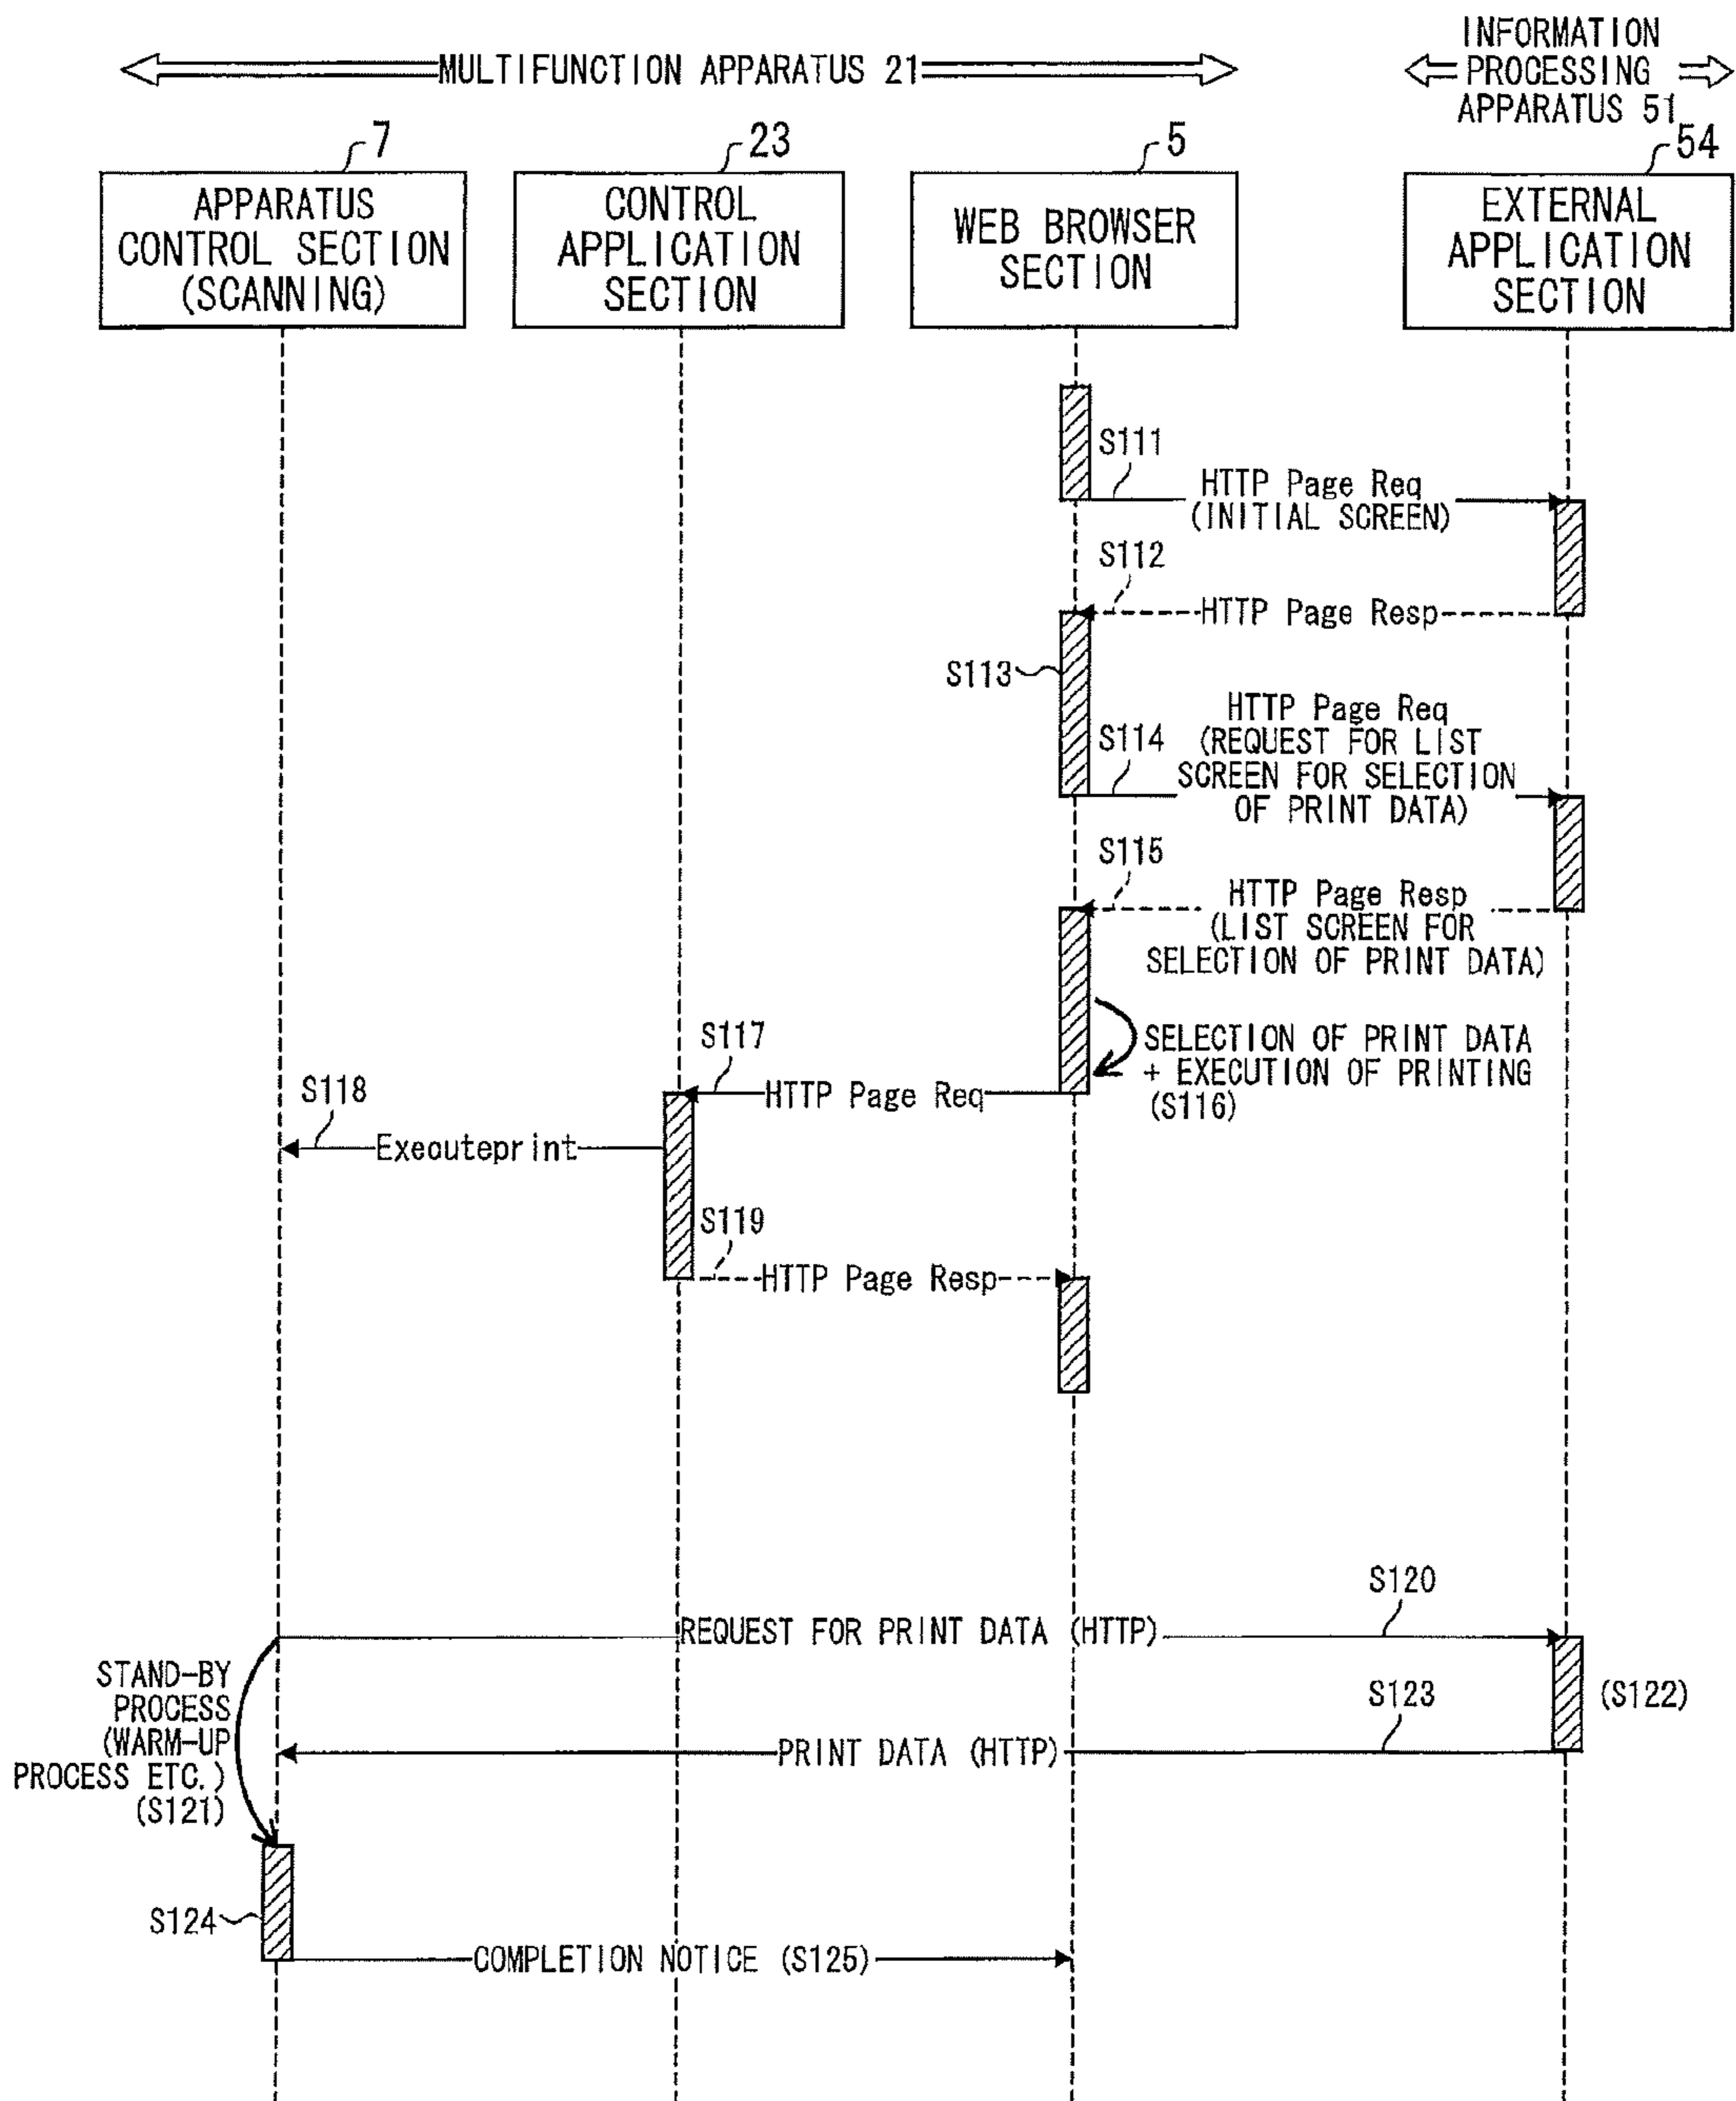 MULTIFUNCTION APPARATUS 21
INFORMATION
PROCESSING
APPARATUS 51
7
23
5
54
APPARATUS
CONTROL SECTION
(SCANNING)
CONTROL
APPLICATION
SECTION
WEB BROWSER
SECTION
EXTERNAL
APPLICATION
SECTION
S111
HTTP Page Req
(INITIAL SCREEN)
S112
HTTP Page Resp
S113
S114
HTTP Page Req
(REQUEST FOR LIST
SCREEN FOR SELECTION
OF PRINT DATA)
S115
HTTP Page Resp
(LIST SCREEN FOR
SELECTION OF PRINT DATA)
SELECTION OF PRINT DATA
+ EXECUTION OF PRINTING
(S116)
S117
HTTP Page Req
S118
Executeprint
S119
HTTP Page Resp
S120
REQUEST FOR PRINT DATA (HTTP)
STAND-BY
PROCESS
(WARM-UP
PROCESS ETC.)
(S121)
(S122)
S123
PRINT DATA (HTTP)
S124
COMPLETION NOTICE (S125)